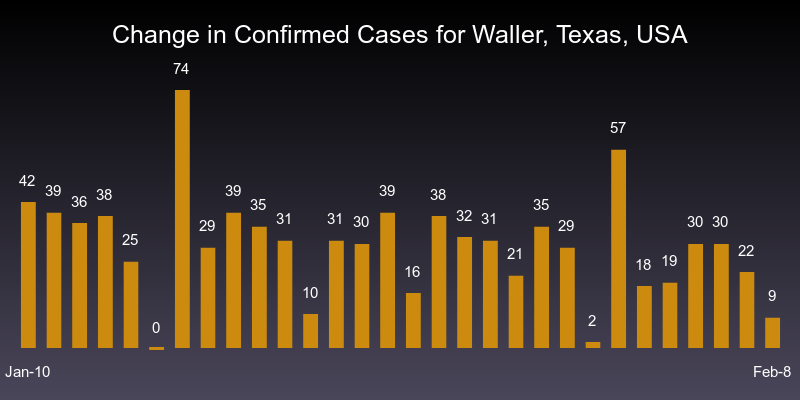 Change in Confirmed Cases for Waller, Texas, USA
42 39 36 38 25 0 74 29 39 35 31 10 31 30 39 16 38 32 31 21 35 29 2 57 18 19 30 30 22 9
Jan-10 Feb-8